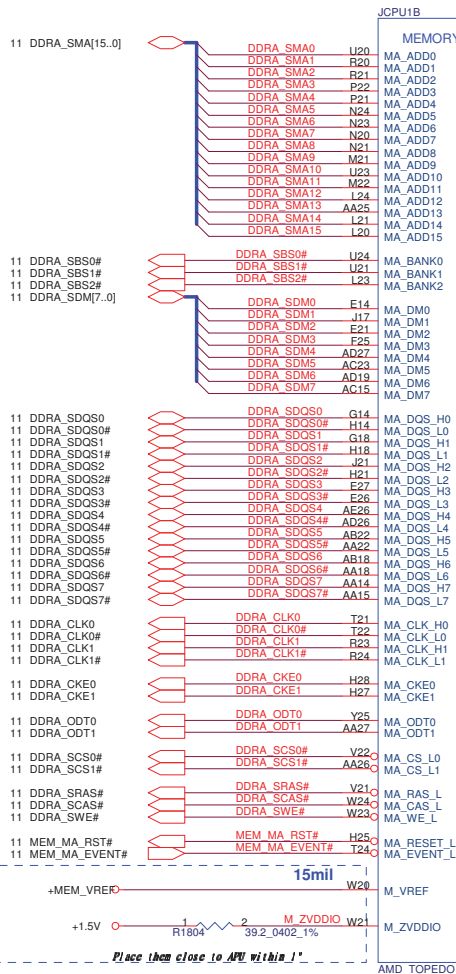 JCPU1B
MEMORY
11 DDRA_SMA[15..0]
DDRA_SMA0 U20 MA_ADD0
DDRA_SMA1 R20 MA_ADD1
DDRA_SMA2 R21 MA_ADD2
DDRA_SMA3 P22 MA_ADD3
DDRA_SMA4 P21 MA_ADD4
DDRA_SMA5 N24 MA_ADD5
DDRA_SMA6 N23 MA_ADD6
DDRA_SMA7 N20 MA_ADD7
DDRA_SMA8 N21 MA_ADD8
DDRA_SMA9 M21 MA_ADD9
DDRA_SMA10 U23 MA_ADD10
DDRA_SMA11 M22 MA_ADD11
DDRA_SMA12 L24 MA_ADD12
DDRA_SMA13 AA25 MA_ADD13
DDRA_SMA14 L21 MA_ADD14
DDRA_SMA15 L20 MA_ADD15
11 DDRA_SBS0# DDRA_SBS0# U24 MA_BANK0
11 DDRA_SBS1# DDRA_SBS1# U21 MA_BANK1
11 DDRA_SBS2# DDRA_SBS2# L23 MA_BANK2
11 DDRA_SDM[7..0]
DDRA_SDM0 E14 MA_DM0
DDRA_SDM1 J17 MA_DM1
DDRA_SDM2 E21 MA_DM2
DDRA_SDM3 F25 MA_DM3
DDRA_SDM4 AD27 MA_DM4
DDRA_SDM5 AC23 MA_DM5
DDRA_SDM6 AD19 MA_DM6
DDRA_SDM7 AC15 MA_DM7
11 DDRA_SDQS0 DDRA_SDQS0 G14 MA_DQS_H0
11 DDRA_SDQS0# DDRA_SDQS0# H14 MA_DQS_L0
11 DDRA_SDQS1 DDRA_SDQS1 G18 MA_DQS_H1
11 DDRA_SDQS1# DDRA_SDQS1# H18 MA_DQS_L1
11 DDRA_SDQS2 DDRA_SDQS2 J21 MA_DQS_H2
11 DDRA_SDQS2# DDRA_SDQS2# H21 MA_DQS_L2
11 DDRA_SDQS3 DDRA_SDQS3 E27 MA_DQS_H3
11 DDRA_SDQS3# DDRA_SDQS3# E26 MA_DQS_L3
11 DDRA_SDQS4 DDRA_SDQS4 AE26 MA_DQS_H4
11 DDRA_SDQS4# DDRA_SDQS4# AD26 MA_DQS_L4
11 DDRA_SDQS5 DDRA_SDQS5 AB22 MA_DQS_H5
11 DDRA_SDQS5# DDRA_SDQS5# AA22 MA_DQS_L5
11 DDRA_SDQS6 DDRA_SDQS6 AB18 MA_DQS_H6
11 DDRA_SDQS6# DDRA_SDQS6# AA18 MA_DQS_L6
11 DDRA_SDQS7 DDRA_SDQS7 AA14 MA_DQS_H7
11 DDRA_SDQS7# DDRA_SDQS7# AA15 MA_DQS_L7
11 DDRA_CLK0 DDRA_CLK0 T21 MA_CLK_H0
11 DDRA_CLK0# DDRA_CLK0# T22 MA_CLK_L0
11 DDRA_CLK1 DDRA_CLK1 R23 MA_CLK_H1
11 DDRA_CLK1# DDRA_CLK1# R24 MA_CLK_L1
11 DDRA_CKE0 DDRA_CKE0 H28 MA_CKE0
11 DDRA_CKE1 DDRA_CKE1 H27 MA_CKE1
11 DDRA_ODT0 DDRA_ODT0 Y25 MA_ODT0
11 DDRA_ODT1 DDRA_ODT1 AA27 MA_ODT1
11 DDRA_SCS0# DDRA_SCS0# V22 MA_CS_L0
11 DDRA_SCS1# DDRA_SCS1# AA26 MA_CS_L1
11 DDRA_SRAS# DDRA_SRAS# V21 MA_RAS_L
11 DDRA_SCAS# DDRA_SCAS# W24 MA_CAS_L
11 DDRA_SWE# DDRA_SWE# W23 MA_WE_L
11 MEM_MA_RST# MEM_MA_RST# H25 MA_RESET_L
11 MEM_MA_EVENT# MEM_MA_EVENT# T24 MA_EVENT_L
15mil
+MEM_VREF W20 M_VREF
+1.5V 1 2 M_ZVDDIO W21 M_ZVDDIO
R1804 39.2_0402_1%
Place them close to APU within 1"
AMD_TOPEDO